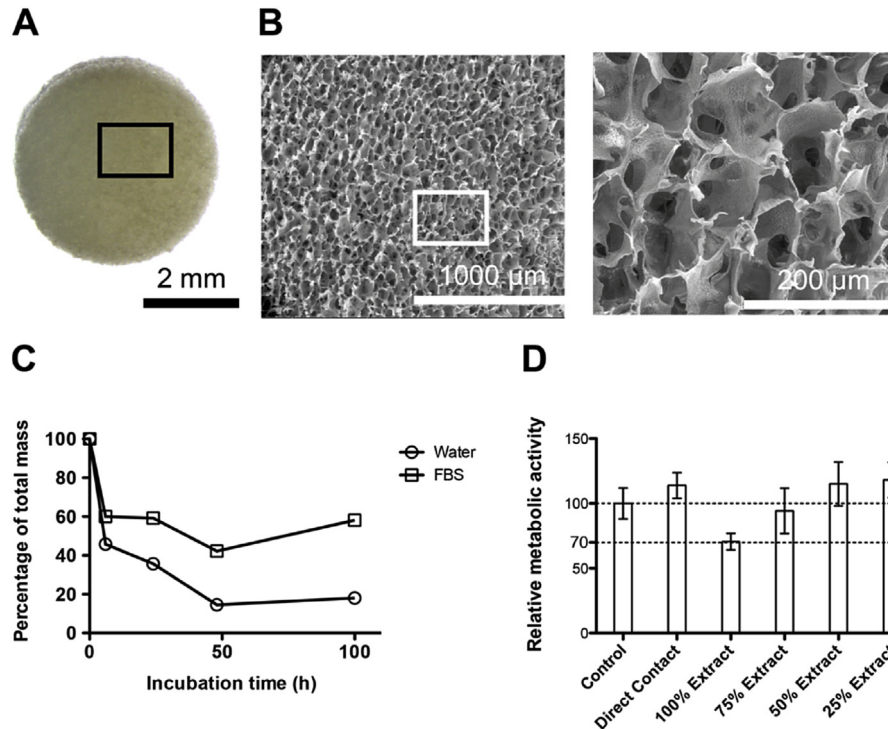 A
B
2 mm
1000 µm
200 µm
C
Percentage of total mass
100
80
60
40
20
0
0
50
100
Incubation time (h)
Water
FBS
D
Relative metabolic activity
150
100
70
50
0
Control
Direct Contact
100% Extract
75% Extract
50% Extract
25% Extract